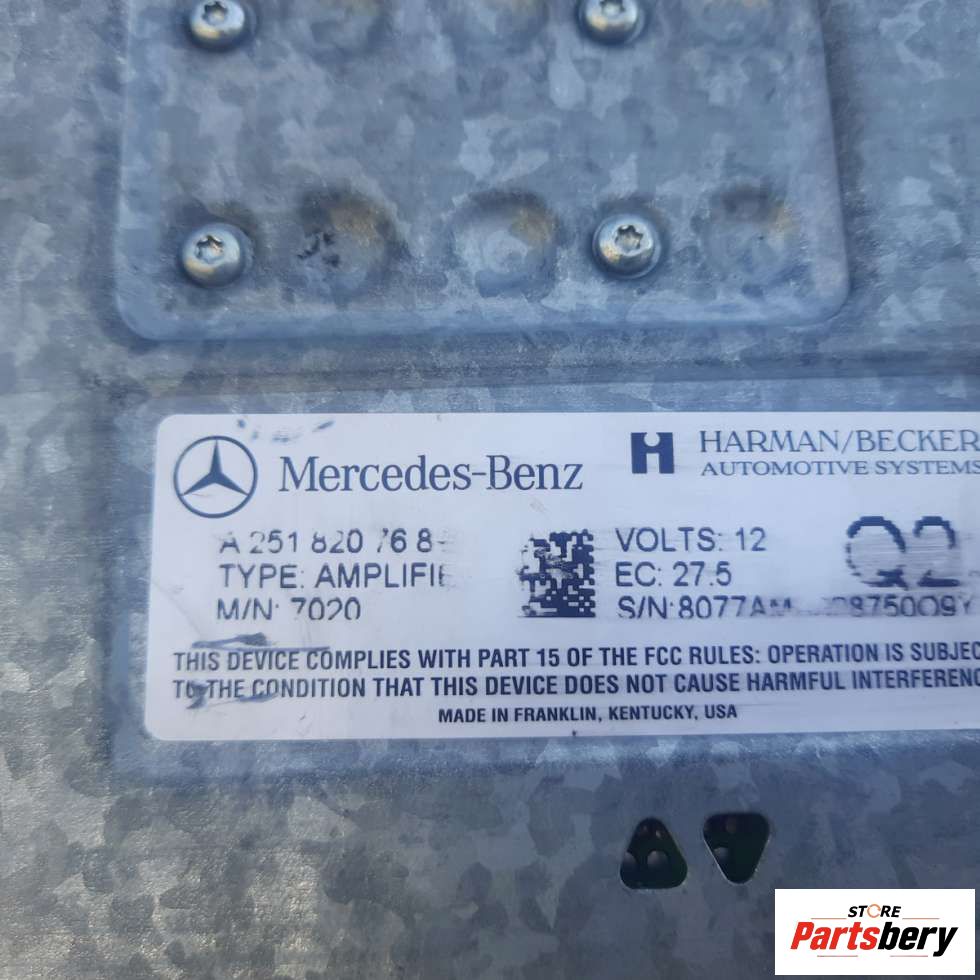 Mercedes-Benz
HARMAN/BECKER
AUTOMOTIVE SYSTEMS
A 251 820 76 8
VOLTS: 12
Q2
TYPE: AMPLIFIE
EC: 27.5
M/N: 7020
S/N:8077AM
THIS DEVICE COMPLIES WITH PART 15 OF THE FCC RULES: OPERATION IS SUBJEC
TO THE CONDITION THAT THIS DEVICE DOES NOT CAUSE HARMFUL INTERFERENC
MADE IN FRANKLIN, KENTUCKY, USA
STORE
Partsbery